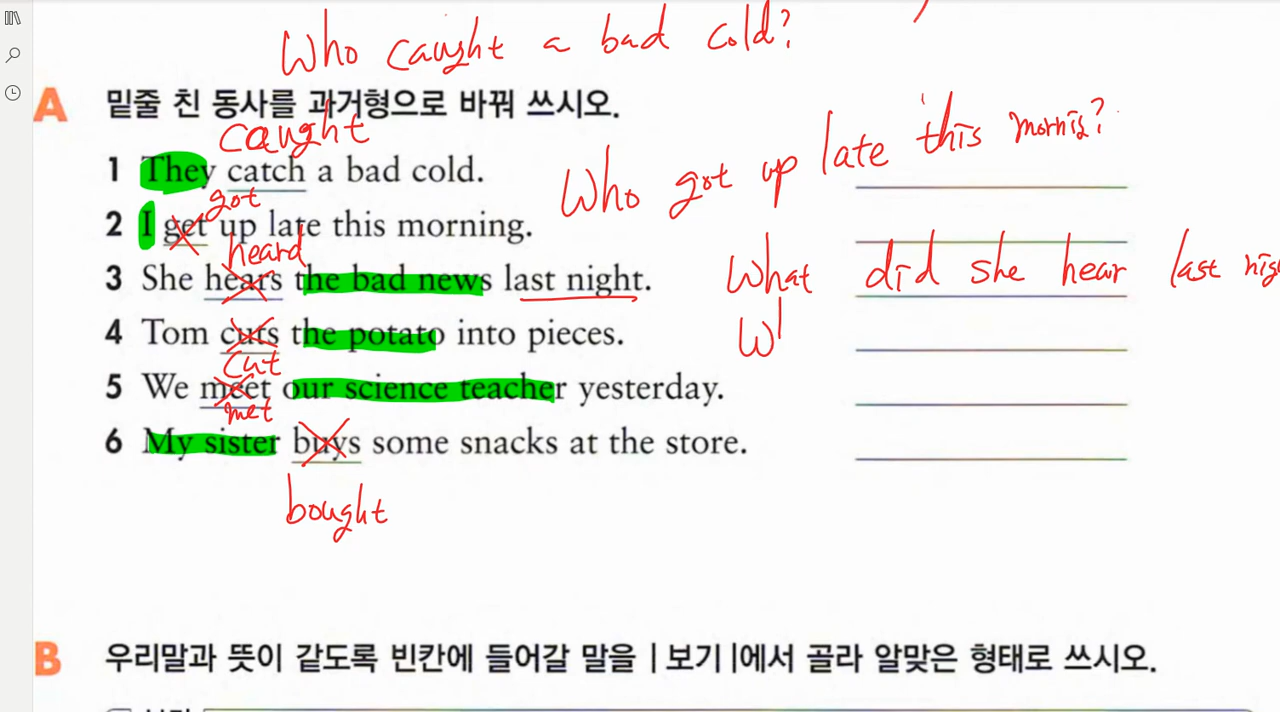 Who caught a bad cold?
A 밑줄 친 동사를 과거형으로 바꿔 쓰시오.
caught
1 They catch a bad cold.
Who got up late this morning?
got
2 I get up late this morning.
heard
3 She hears the bad news last night.
What did she hear last nig
4 Tom cuts the potato into pieces.
W
cut
5 We meet our science teacher yesterday.
met
6 My sister buys some snacks at the store.
bought
B 우리말과 뜻이 같도록 빈칸에 들어갈 말을 |보기|에서 골라 알맞은 형태로 쓰시오.